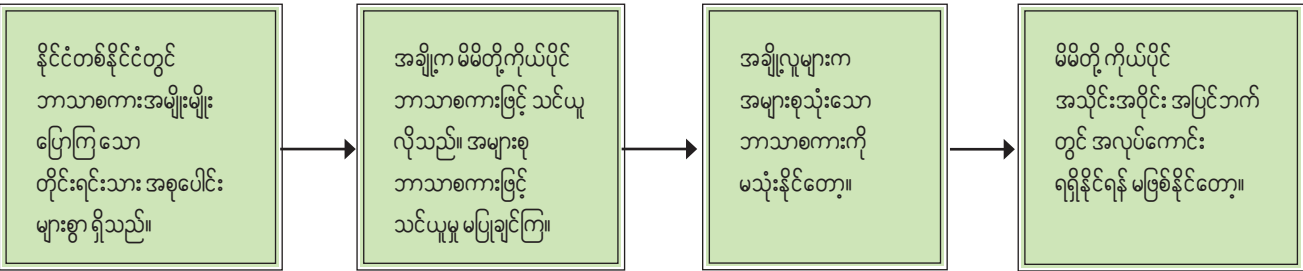 နိုင်ငံတစ်နိုင်ငံတွင်
ဘာသာစကားအမျိုးမျိုး
ပြောကြ သော
တိုင်းရင်းသား အစုပေါင်း
များစွာ ရှိသည်။
အချို့က မိမိတို့ကိုယ်ပိုင်
ဘာသာစကားဖြင့် သင်ယူ
လိုသည်။ အများစု
ဘာသာစကားဖြင့်
သင်ယူမှု မပြုချင်ကြ။
အချို့လူများက
အများစုသုံးသော
ဘာသာစကားကို
မသုံးနိုင်တော့။
မိမိတို့ ကိုယ်ပိုင်
အသိုင်းအဝိုင်း အပြင်ဘက်
တွင် အလုပ်ကောင်း
ရရှိနိုင်ရန် မဖြစ်နိုင်တော့။